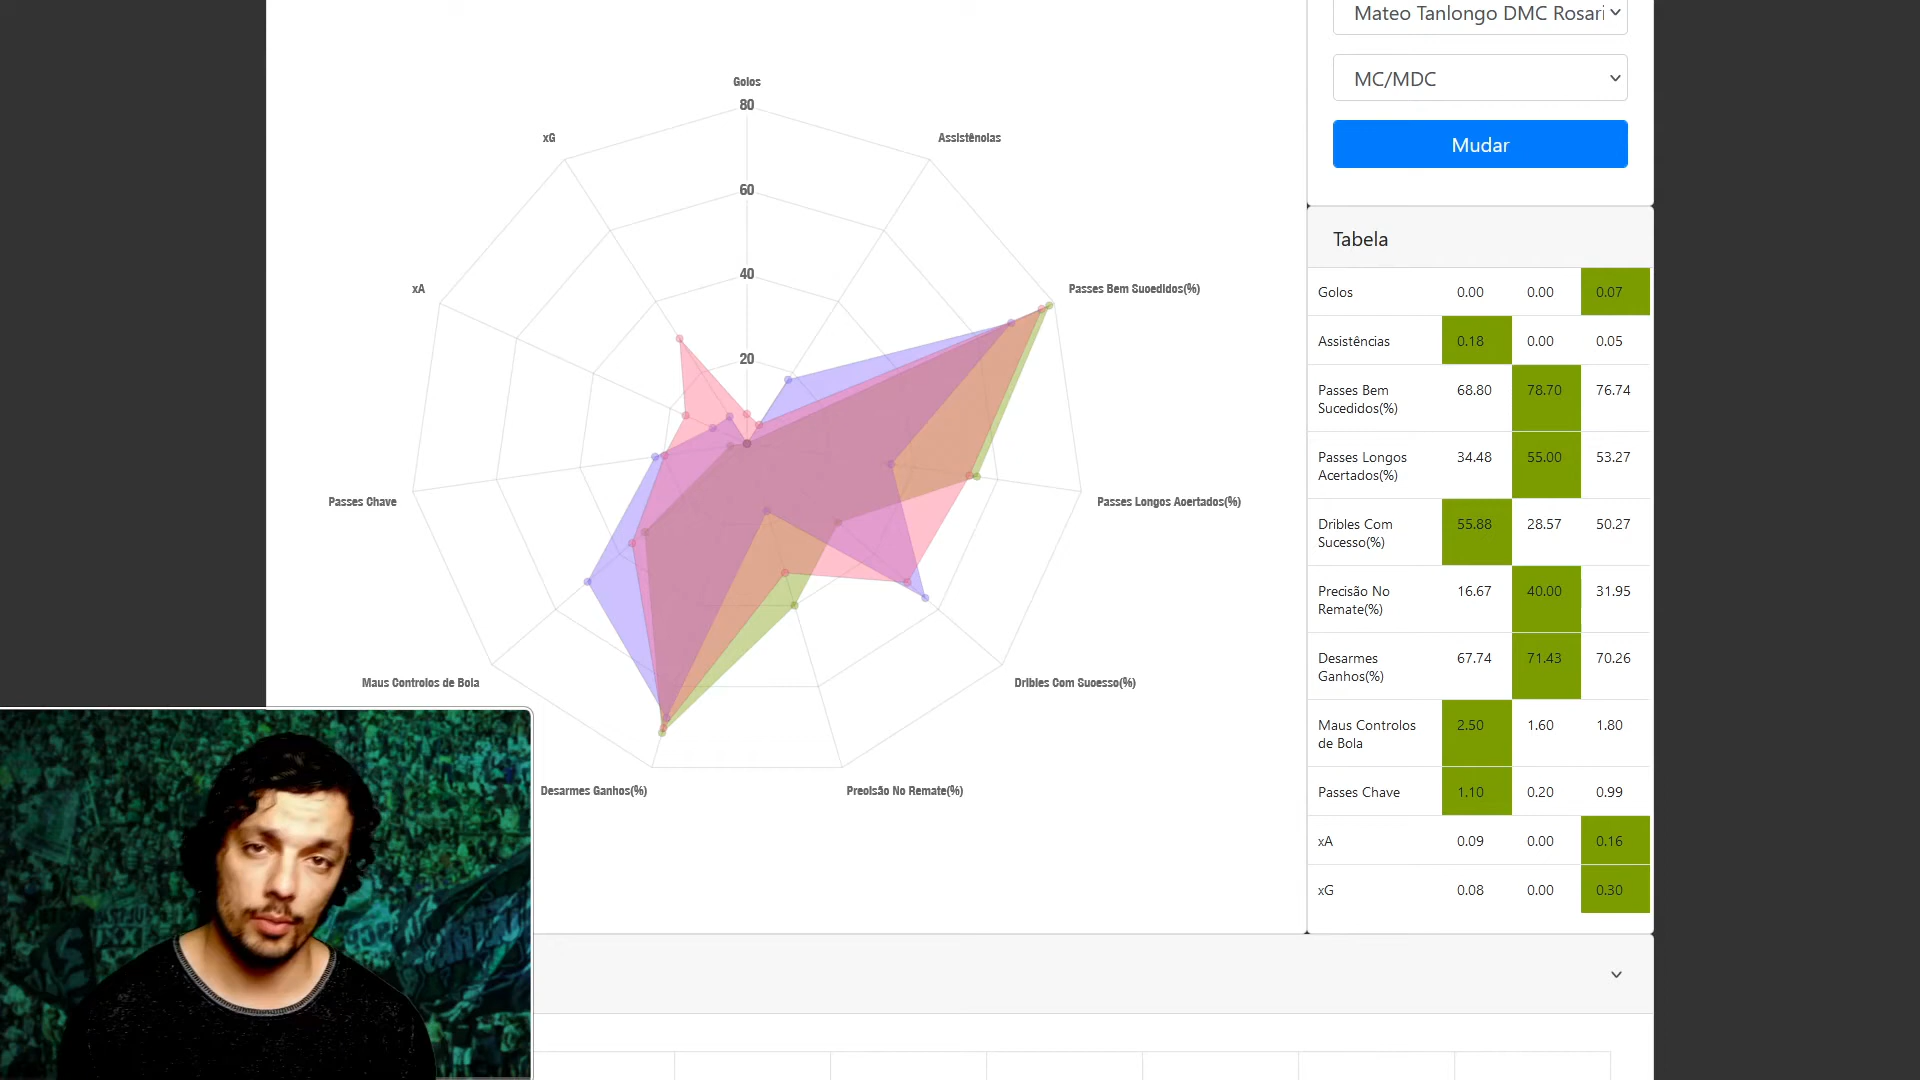 Mateo Tanlongo DMC Rosari
MC/MDC
Mudar
Golos
80
60
40
20
Assistências
Passes Bem Sucedidos(%)
Passes Longos Acertados(%)
Dribles Com Sucesso(%)
Precisão No Remate(%)
Desarmes Ganhos(%)
Maus Controlos de Bola
Passes Chave
xA
xG
Tabela
Golos 0.00 0.00 0.07
Assistências 0.18 0.00 0.05
Passes Bem
Sucedidos(%) 68.80 78.70 76.74
Passes Longos
Acertados(%) 34.48 55.00 53.27
Dribles Com
Sucesso(%) 55.88 28.57 50.27
Precisão No
Remate(%) 16.67 40.00 31.95
Desarmes
Ganhos(%) 67.74 71.43 70.26
Maus Controlos
de Bola 2.50 1.60 1.80
Passes Chave 1.10 0.20 0.99
xA 0.09 0.00 0.16
xG 0.08 0.00 0.30